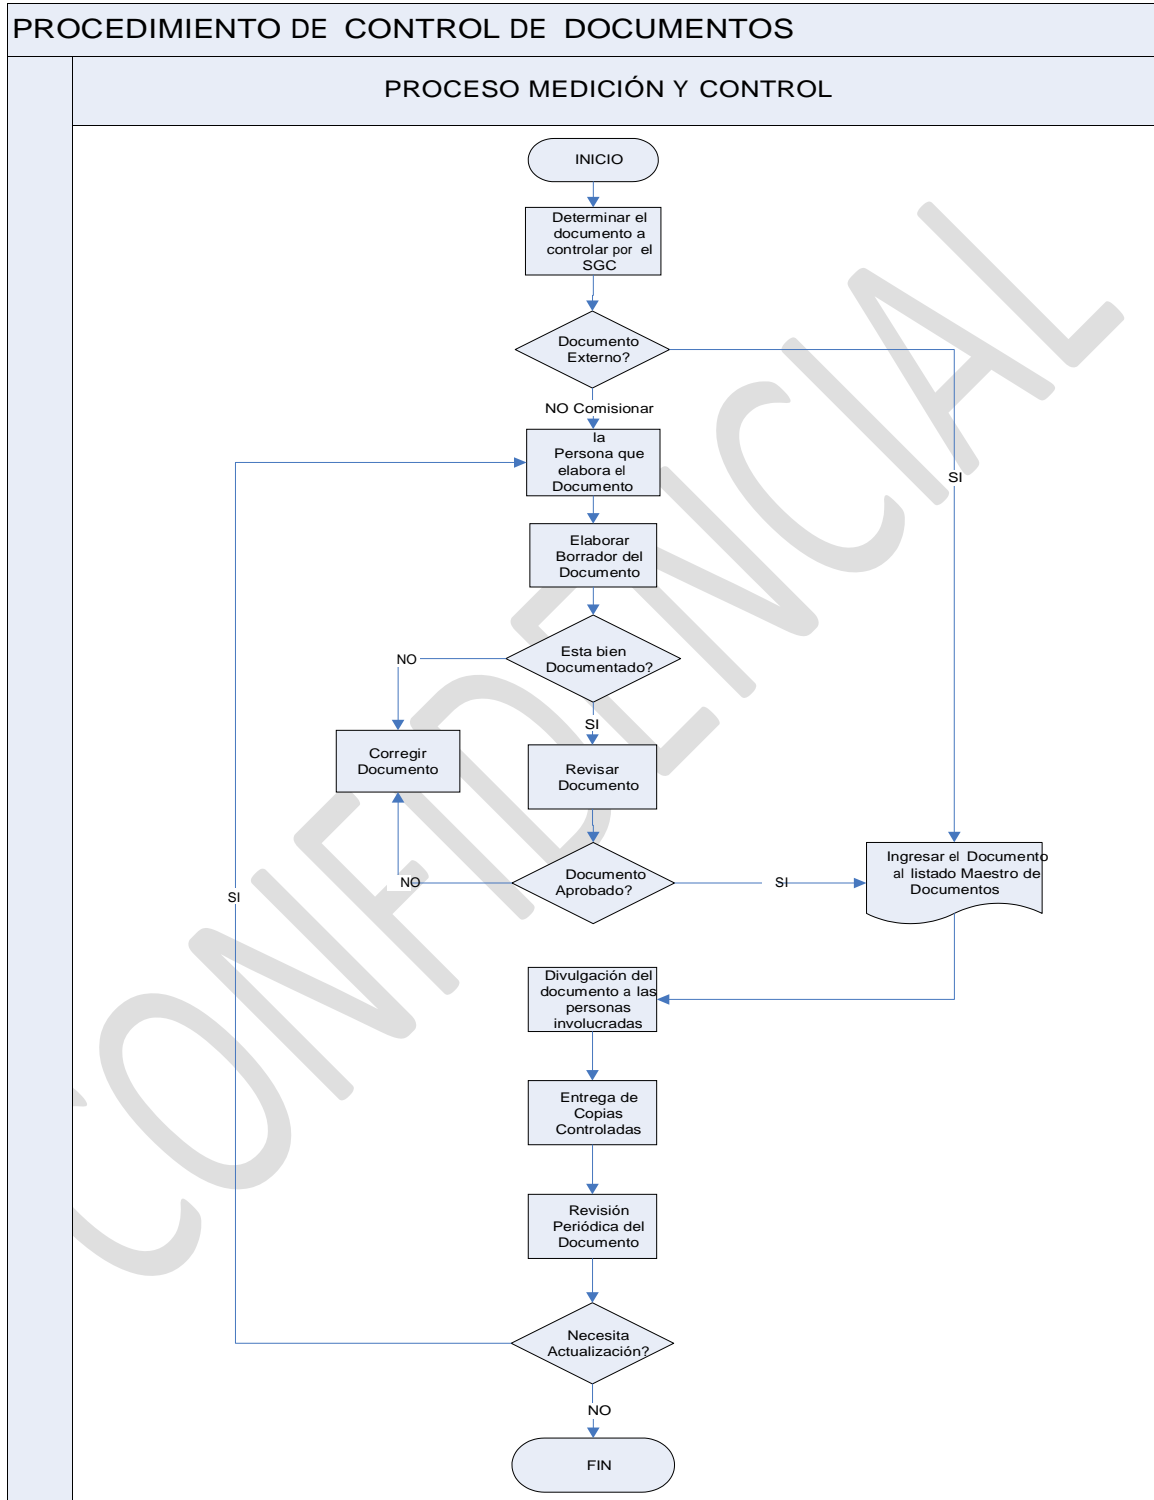 PROCEDIMIENTO DE CONTROL DE DOCUMENTOS
PROCESO MEDICIÓN Y CONTROL
INICIO
Determinar el
documento a
controlar por el
SGC
Documento
Externo?
NO Comisionar
la
Persona que
elabora el
Documento
SI
Elaborar
Borrador del
Documento
Esta bien
Documentado?
NO
SI
Corregir
Documento
Revisar
Documento
Documento
Aprobado?
NO
SI
Ingresar el Documento
al listado Maestro de
Documentos
SI
Divulgación del
documento a las
personas
involucradas
Entrega de
Copias
Controladas
Revisión
Periódica del
Documento
Necesita
Actualización?
NO
FIN
CONFIDENCIAL